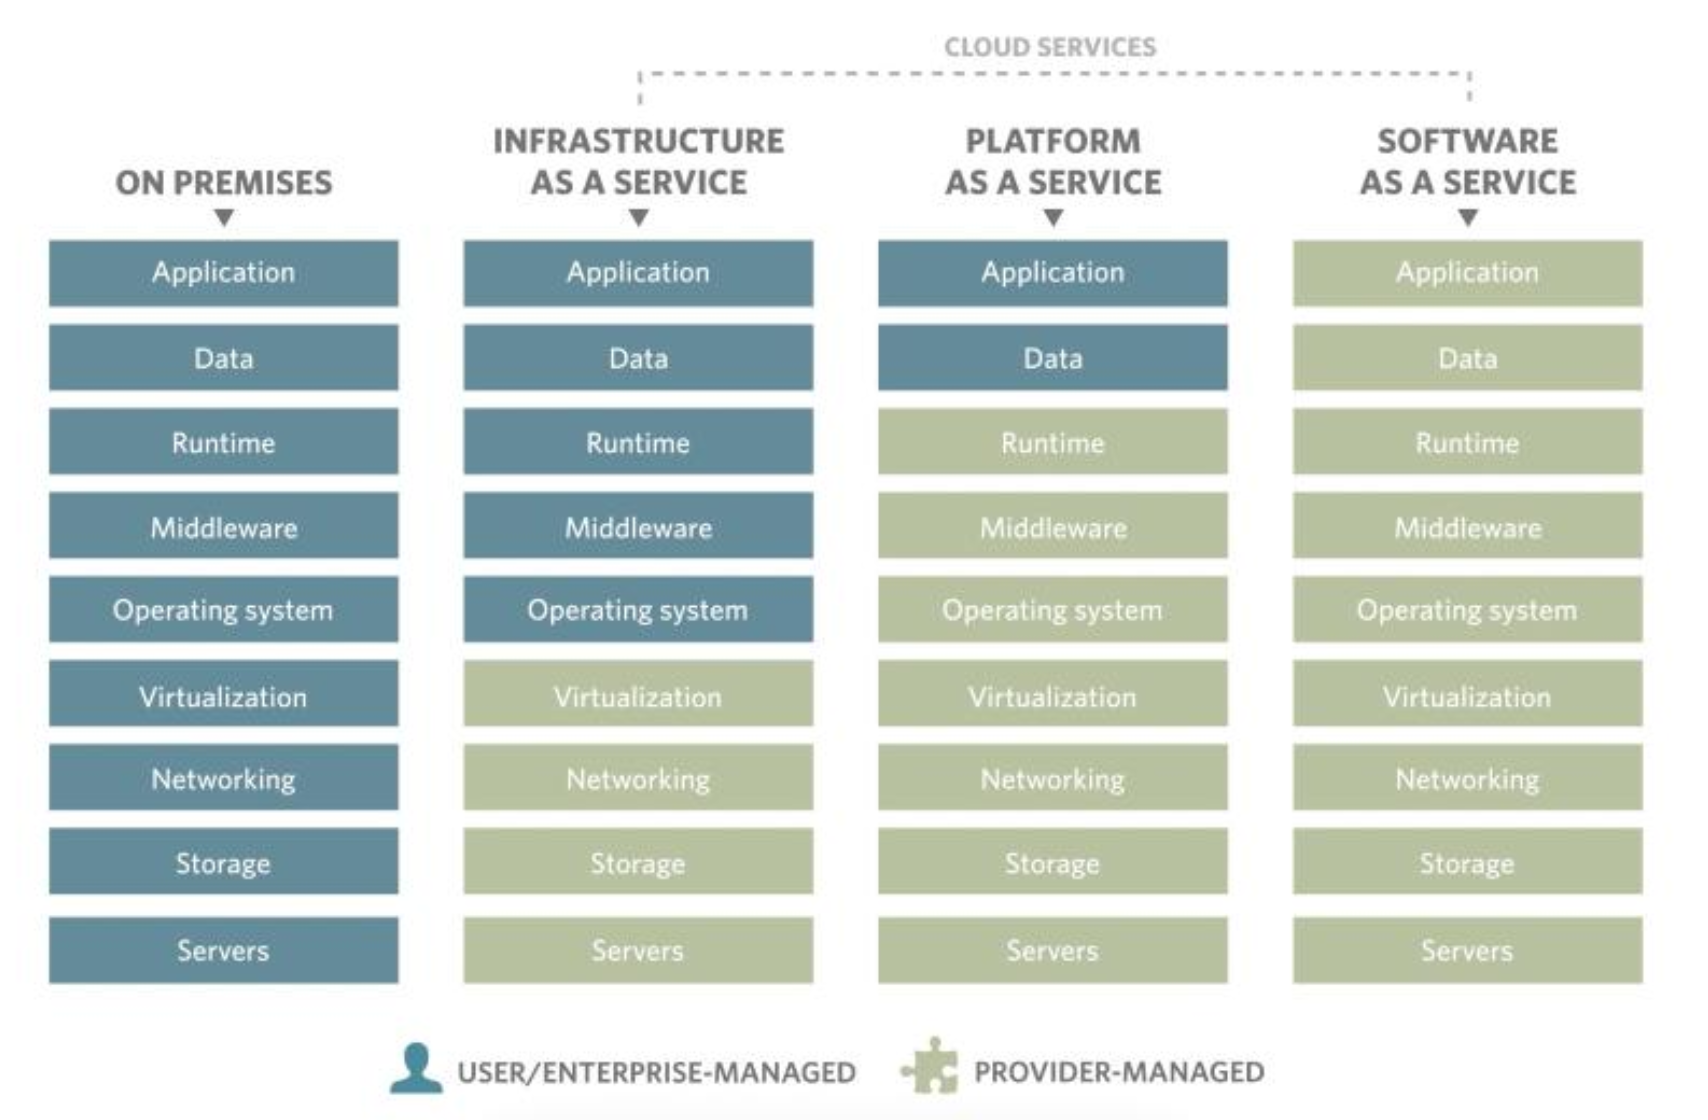 CLOUD SERVICES
ON PREMISES
INFRASTRUCTURE
AS A SERVICE
PLATFORM
AS A SERVICE
SOFTWARE
AS A SERVICE
Application Application Application Application
Data Data Data Data
Runtime Runtime Runtime Runtime
Middleware Middleware Middleware Middleware
Operating system Operating system Operating system Operating system
Virtualization Virtualization Virtualization Virtualization
Networking Networking Networking Networking
Storage Storage Storage Storage
Servers Servers Servers Servers
USER/ENTERPRISE-MANAGED PROVIDER-MANAGED